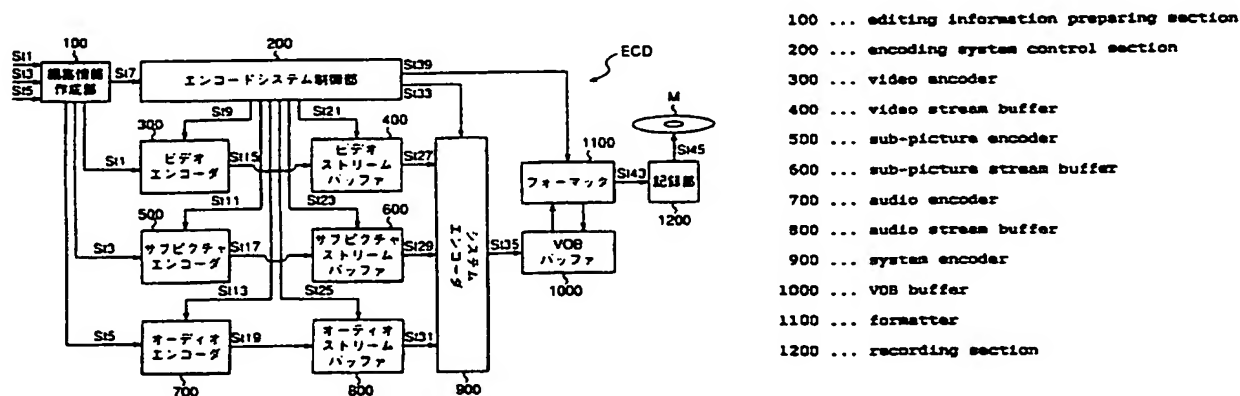 100
200
ECD
St1
St3
St5
編集情報
作成部
St7
エンコードシステム制御部
St39
St33
St9
St21
M
300
400
St1
ビデオ
エンコーダ
St15
ビデオ
ストリーム
バッファ
St27
1100
フォーマッタ
St43
St45
記録部
1200
St11
St23
500
600
St3
サブピクチャ
エンコーダ
St17
サブピクチャ
ストリーム
バッファ
St29
システム
エンコーダ
St35
VOB
バッファ
1000
St13
St25
St5
オーディオ
エンコーダ
St19
オーディオ
ストリーム
バッファ
St31
700
800
900
100 ... editing information preparing section
200 ... encoding system control section
300 ... video encoder
400 ... video stream buffer
500 ... sub-picture encoder
600 ... sub-picture stream buffer
700 ... audio encoder
800 ... audio stream buffer
900 ... system encoder
1000 ... VOB buffer
1100 ... formatter
1200 ... recording section